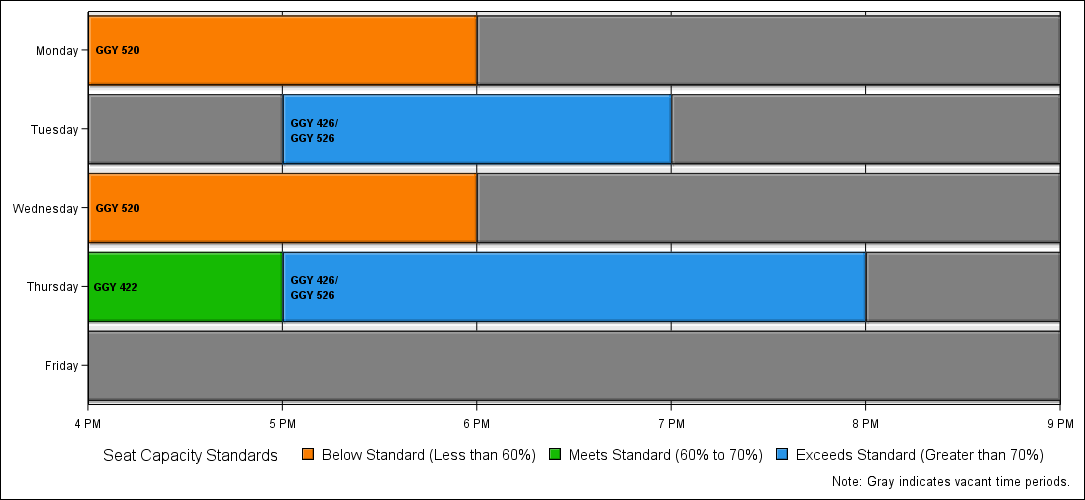 Monday
GGY 520
Tuesday
GGY 426/
GGY 526
Wednesday
GGY 520
Thursday
GGY 422
GGY 426/
GGY 526
Friday
4 PM 5 PM 6 PM 7 PM 8 PM 9 PM
Seat Capacity Standards Below Standard (Less than 60%) Meets Standard (60% to 70%) Exceeds Standard (Greater than 70%)
Note: Gray indicates vacant time periods.